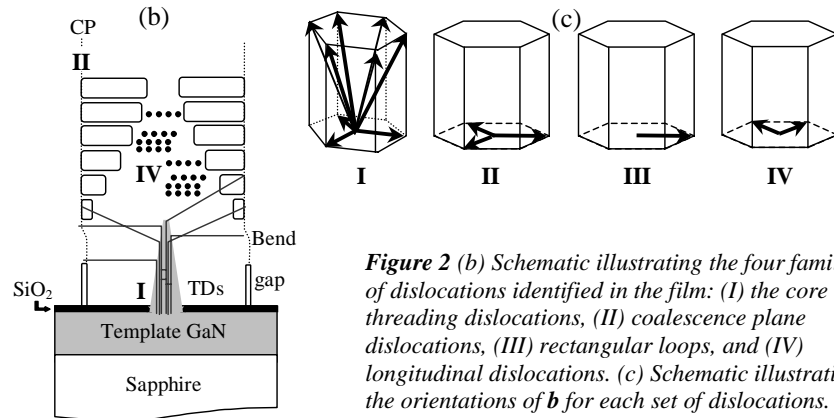 (b)
CP
II
IV
Bend
I
TDs
gap
SiO2
Template GaN
Sapphire
(c)
I
II
III
IV
Figure 2 (b) Schematic illustrating the four famil
of dislocations identified in the film: (I) the core
threading dislocations, (II) coalescence plane
dislocations, (III) rectangular loops, and (IV)
longitudinal dislocations. (c) Schematic illustrati
the orientations of b for each set of dislocations.